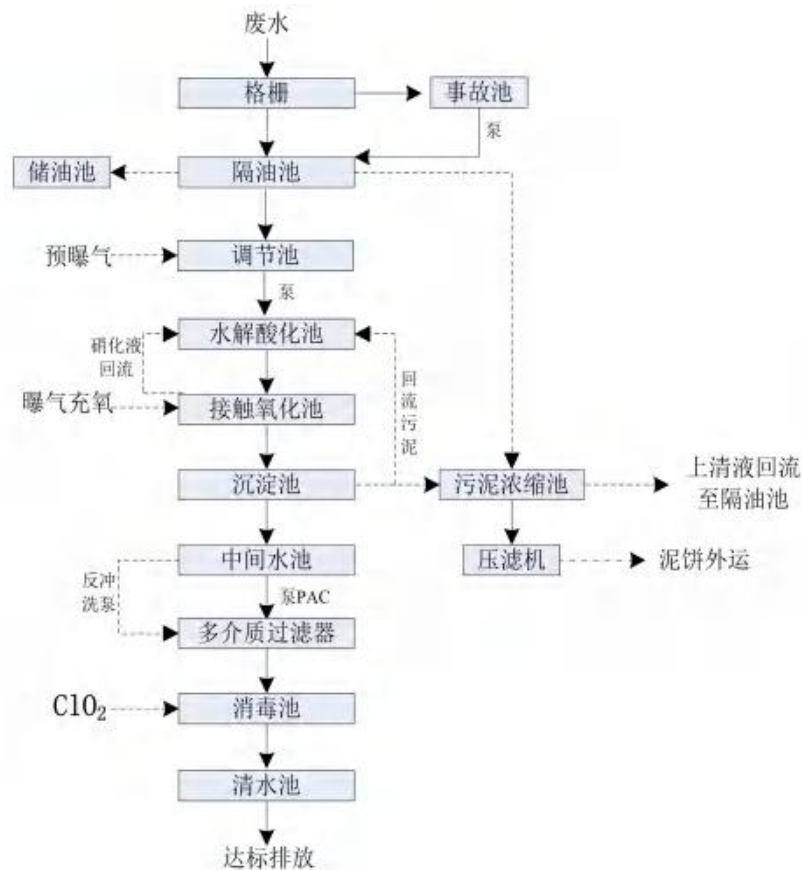 废水
格栅
事故池
泵
储油池
隔油池
预曝气
调节池
泵
水解酸化池
硝化液
回流
曝气充氧
接触氧化池
回流污泥
沉淀池
污泥浓缩池
上清液回流
至隔油池
中间水池
压滤机
泥饼外运
反冲
洗泵
泵PAC
多介质过滤器
ClO₂
消毒池
清水池
达标排放